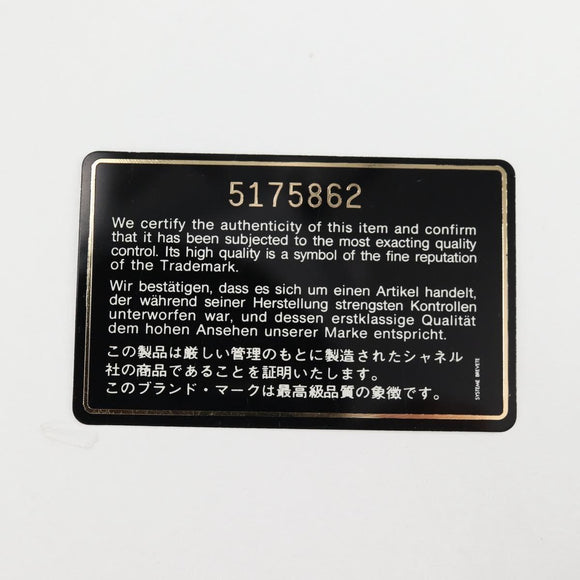 5175862
We certify the authenticity of this item and confirm
that it has been subjected to the most exacting quality
control. Its high quality is a symbol of the fine reputation
of the Trademark.
Wir bestätigen, dass es sich um einen Artikel handelt,
der während seiner Herstellung strengsten Kontrollen
unterworfen war, und dessen erstklassige Qualität
dem hohen Ansehen unserer Marke entspricht.
この製品は厳しい管理のもとに製造されたシャネル
社の商品であることを証明いたします。
このブランド・マークは最高級品質の象徴です。
SYSTEME BREVETE